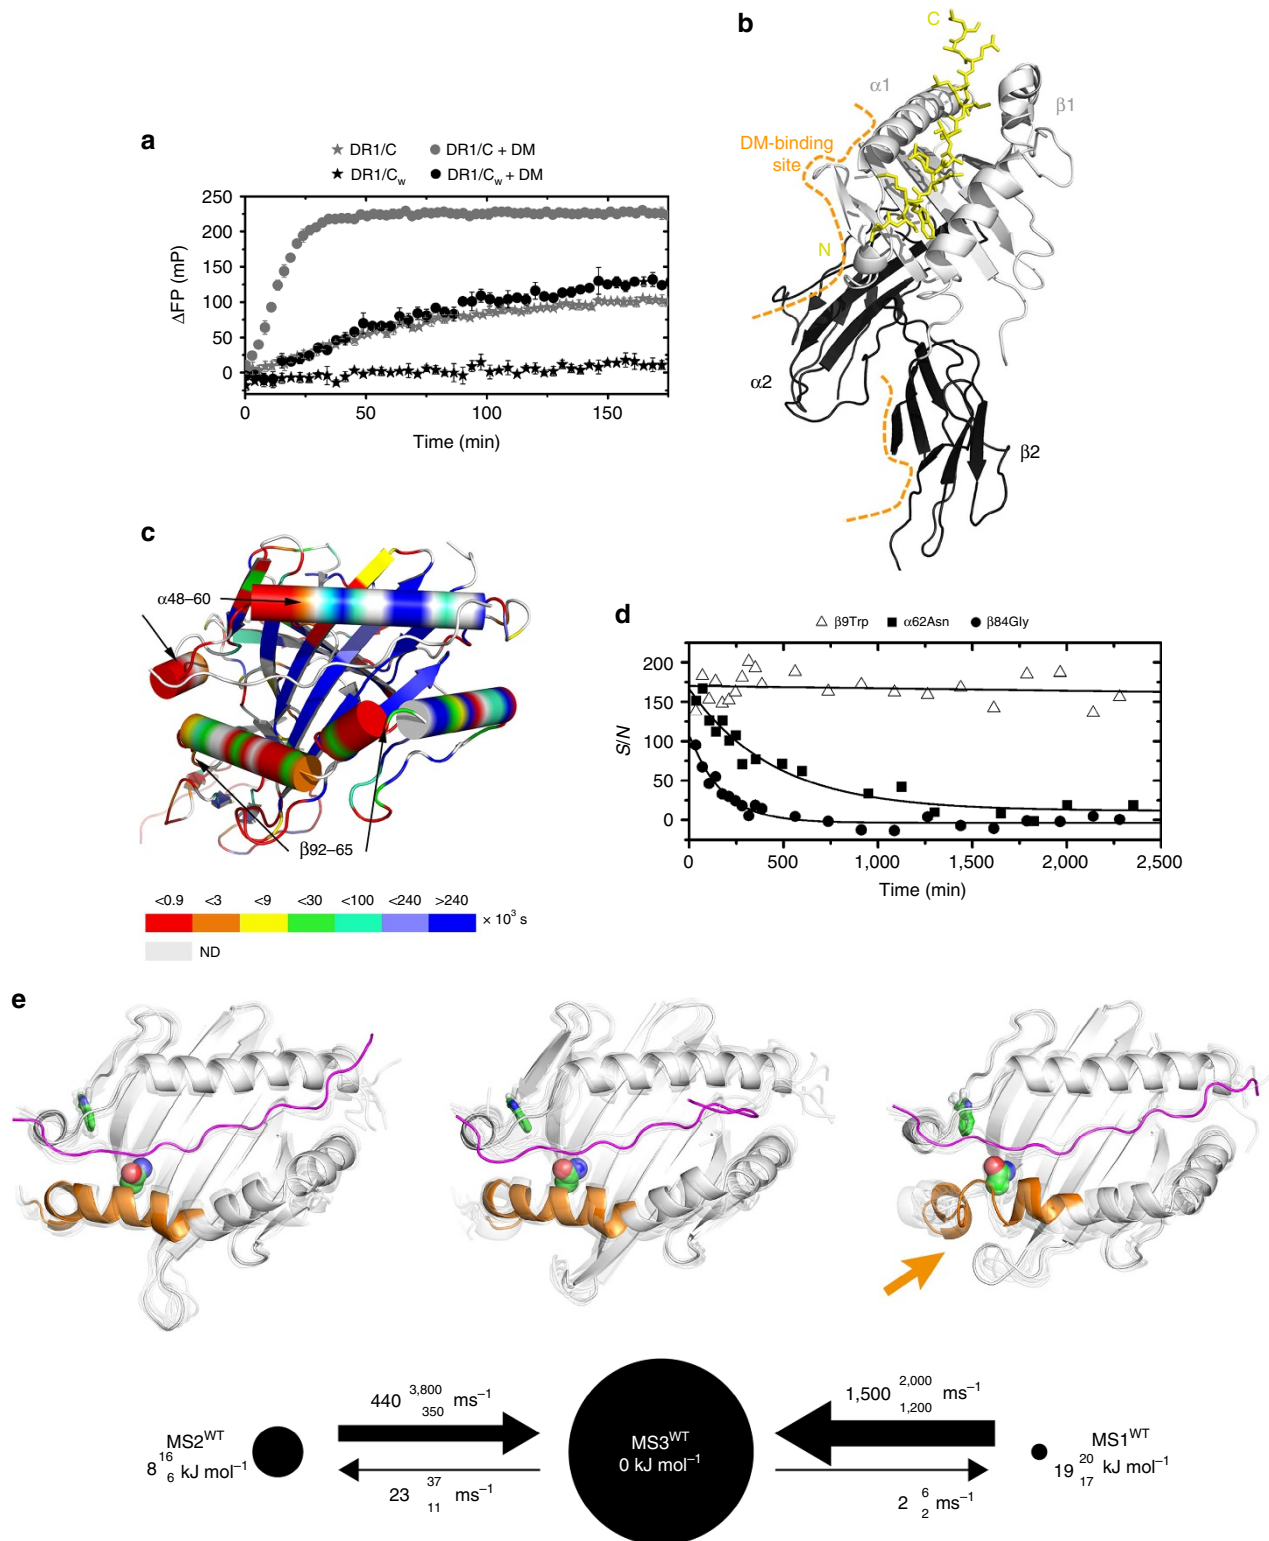 a
DR1/C
DR1/C + DM
DR1/Cw
DR1/Cw + DM
250
200
150
100
50
0
ΔFP (mP)
0
50
100
150
Time (min)
b
C
α1
β1
DM-binding
site
N
α2
β2
c
α48–60
β92–65
<0.9 <3 <9 <30 <100 <240 >240
× 10³ s
ND
d
β9Trp α62Asn β84Gly
200
150
100
50
0
S/N
0 500 1,000 1,500 2,000 2,500
Time (min)
e
440 3,800 350 ms⁻¹
1,500 2,000 1,200 ms⁻¹
MS2WT
8 16 6 kJ mol⁻¹
MS3WT
0 kJ mol⁻¹
MS1WT
19 20 17 kJ mol⁻¹
23 37 11 ms⁻¹
2 6 2 ms⁻¹